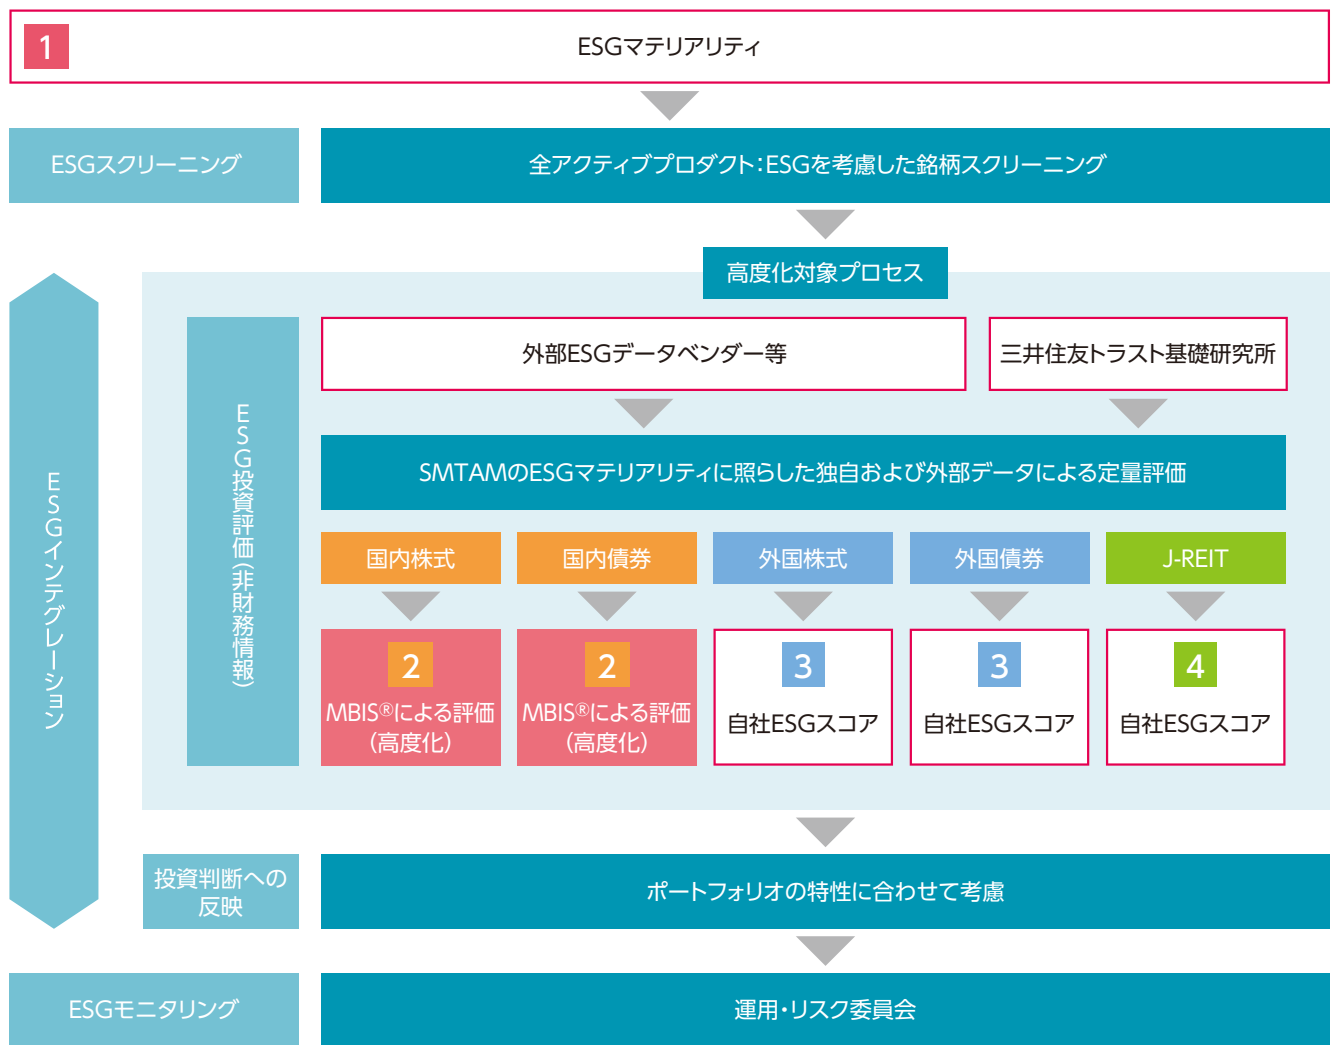 1
ESGマテリアリティ
ESGスクリーニング
全アクティブプロダクト：ESGを考慮した銘柄スクリーニング
高度化対象プロセス
ESGインテグレーション
ESG投資評価（非財務情報）
外部ESGデータベンダー等
三井住友トラスト基礎研究所
SMTAMのESGマテリアリティに照らした独自および外部データによる定量評価
国内株式
国内債券
外国株式
外国債券
J-REIT
2
MBIS®による評価
（高度化）
2
MBIS®による評価
（高度化）
3
自社ESGスコア
3
自社ESGスコア
4
自社ESGスコア
投資判断への
反映
ポートフォリオの特性に合わせて考慮
ESGモニタリング
運用・リスク委員会